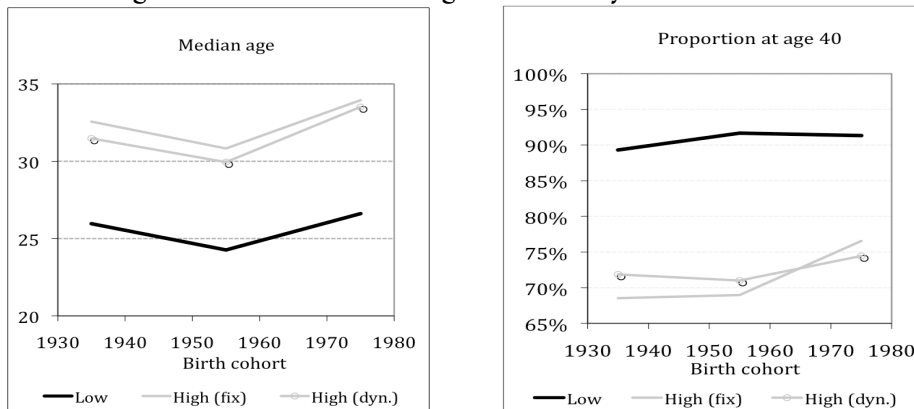 Median age
35
30
25
20
1930 1940 1950 1960 1970 1980
Birth cohort
Low High (fix) High (dyn.)
Proportion at age 40
100%
95%
90%
85%
80%
75%
70%
65%
1930 1940 1950 1960 1970 1980
Birth cohort
Low High (fix) High (dyn.)